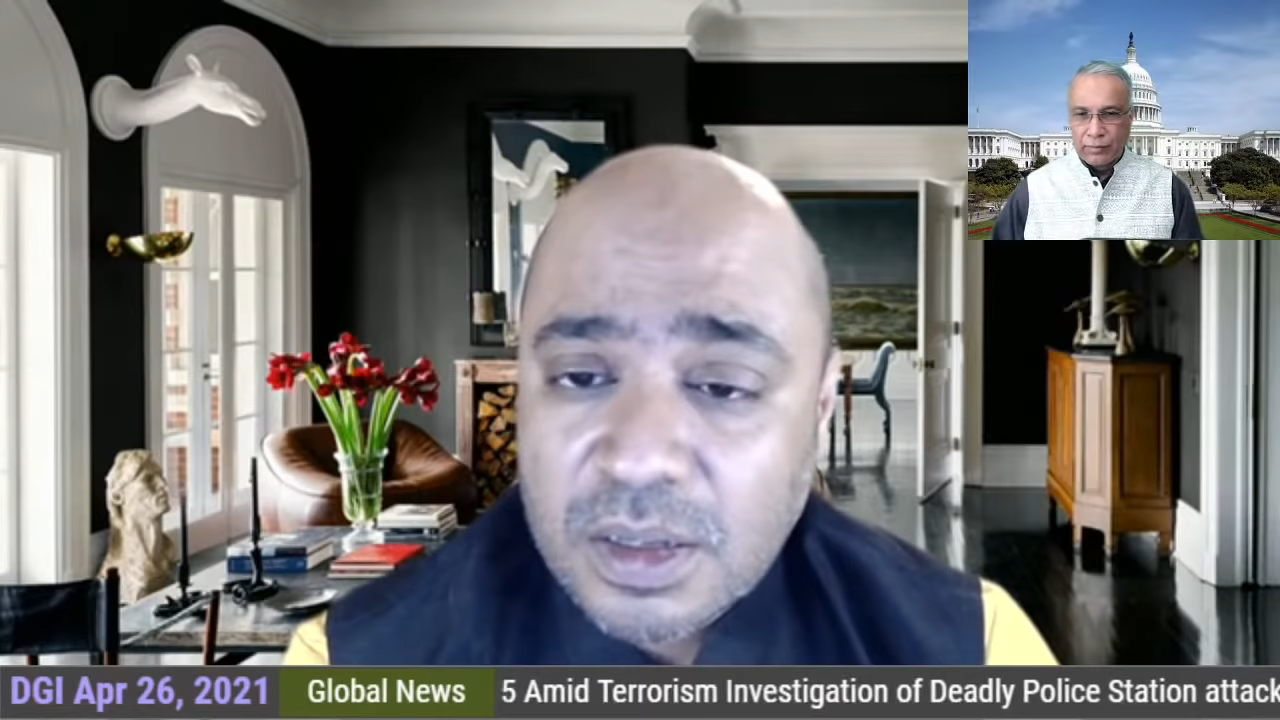 DGI Apr 26, 2021 Global News 5 Amid Terrorism Investigation of Deadly Police Station attack